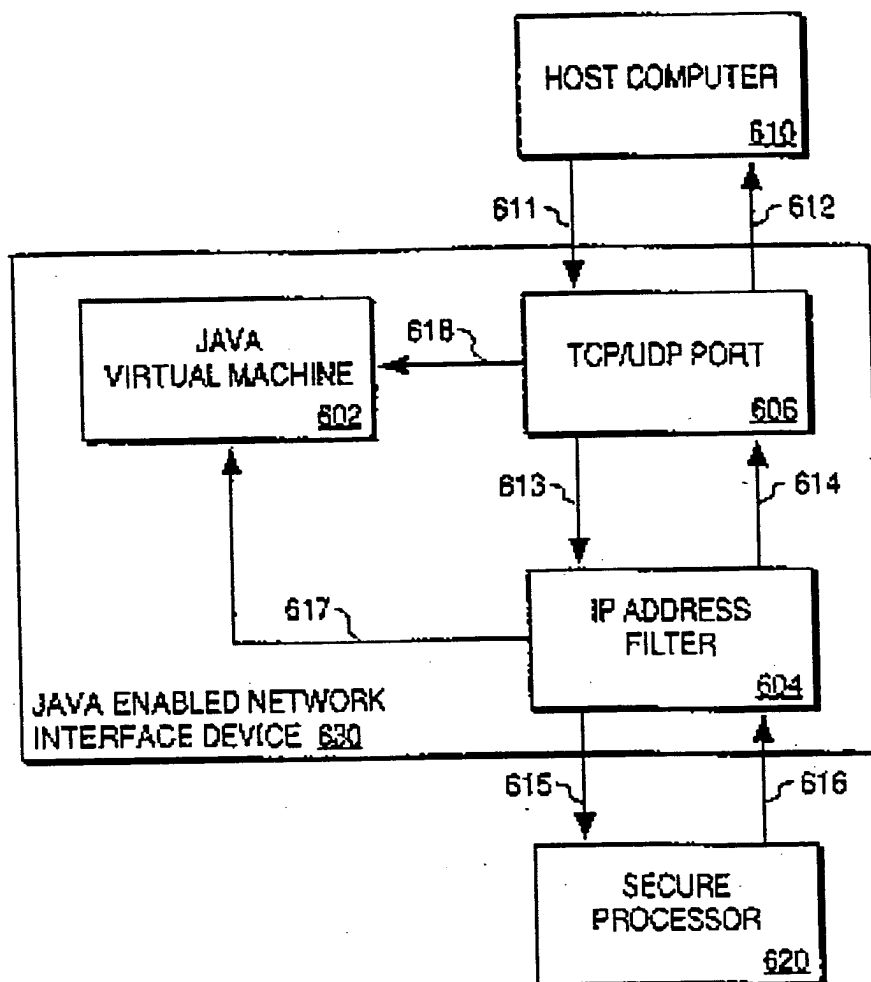 HOST COMPUTER
610
611
612
JAVA
VIRTUAL MACHINE
602
618
TCP/UDP PORT
606
613
614
617
IP ADDRESS
FILTER
604
JAVA ENABLED NETWORK
INTERFACE DEVICE 630
615
616
SECURE
PROCESSOR
620